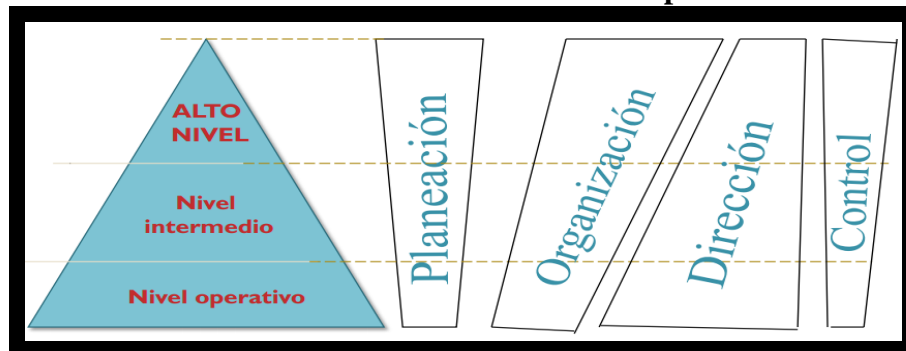 ALTO
NIVEL
Nivel
intermedio
Nivel operativo
Planeación
Organización
Dirección
Control